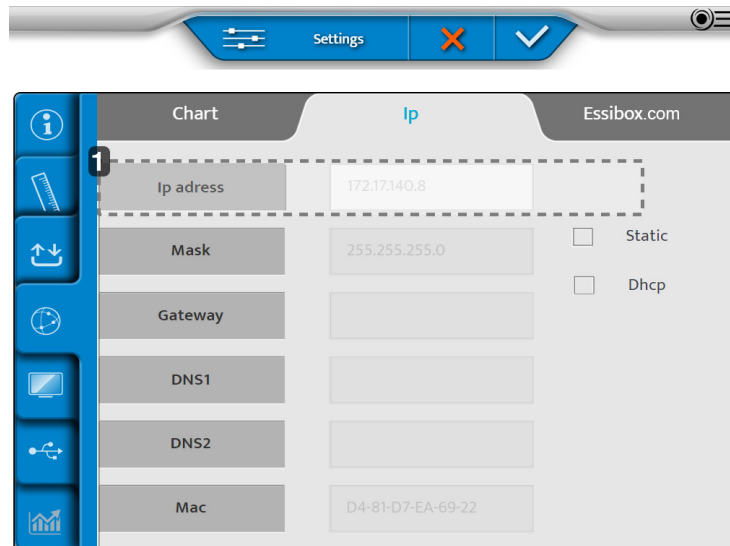 Settings
Chart Ip Essibox.com
1
Ip adress 172.17.140.8
Mask 255.255.255.0 Static
Dhcp
Gateway
DNS1
DNS2
Mac D4-81-D7-EA-69-22